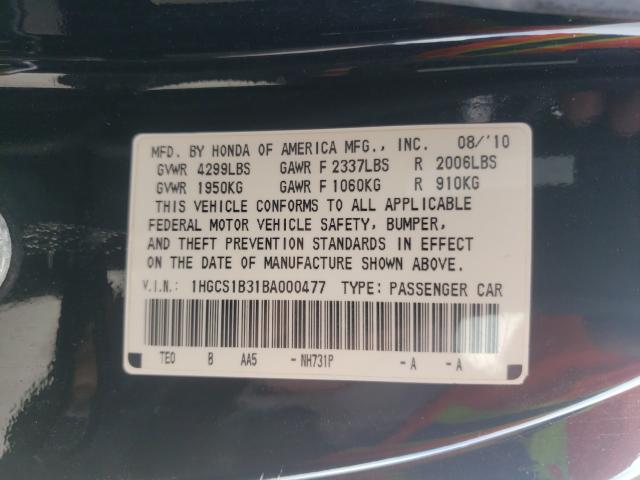 MFD. BY HONDA OF AMERICA MFG., INC. 08/'10
GVWR 4299LBS GAWR F 2337LBS R 2006LBS
GVWR 1950KG GAWR F 1060KG R 910KG
THIS VEHICLE CONFORMS TO ALL APPLICABLE
FEDERAL MOTOR VEHICLE SAFETY, BUMPER,
AND THEFT PREVENTION STANDARDS IN EFFECT
ON THE DATE OF MANUFACTURE SHOWN ABOVE.
V.I.N.: 1HGCS1B31BA000477 TYPE: PASSENGER CAR
TE0 B AA5 -NH731P -A -A